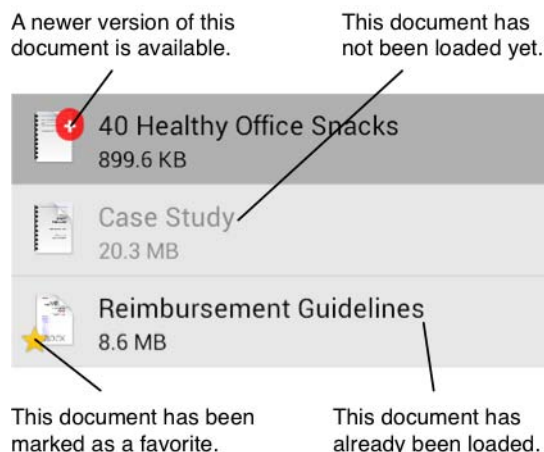 A newer version of this
document is available.
This document has
not been loaded yet.
40 Healthy Office Snacks
899.6 KB
Case Study
20.3 MB
Reimbursement Guidelines
8.6 MB
DOCX
This document has been
marked as a favorite.
This document has
already been loaded.